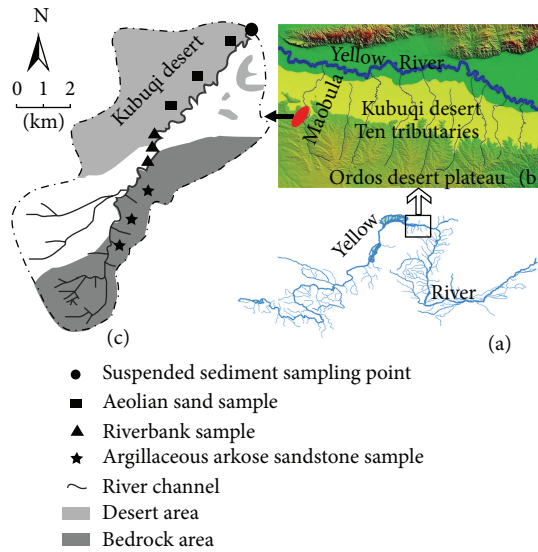 N
0 1 2
(km)
Kubuqi desert
(c)
Yellow River
Maobula
Kubuqi desert
Ten tributaries
Ordos desert plateau (b)
Yellow
River
(a)
Suspended sediment sampling point
Aeolian sand sample
Riverbank sample
Argillaceous arkose sandstone sample
River channel
Desert area
Bedrock area